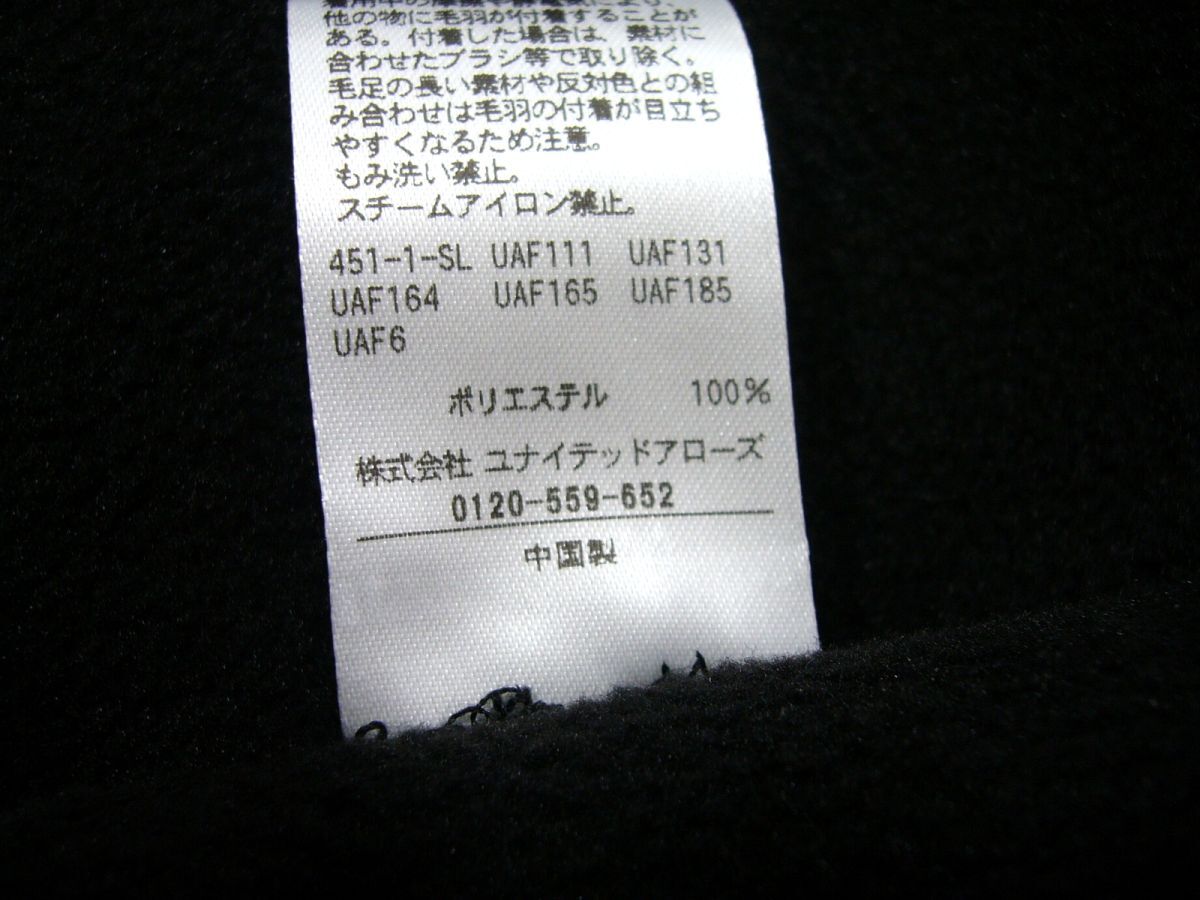 他の物に毛羽が付着することが
ある。付着した場合は、素材に
合わせたブラシ等で取り除く。
毛足の長い素材や反対色との組
み合わせは毛羽の付着が目立ち
やすくなるため注意。
もみ洗い禁止。
スチームアイロン禁止。
451-1-SL UAF111 UAF131
UAF164 UAF165 UAF185
UAF6
ポリエステル 100%
株式会社 ユナイテッドアローズ
0120-559-652
中国製